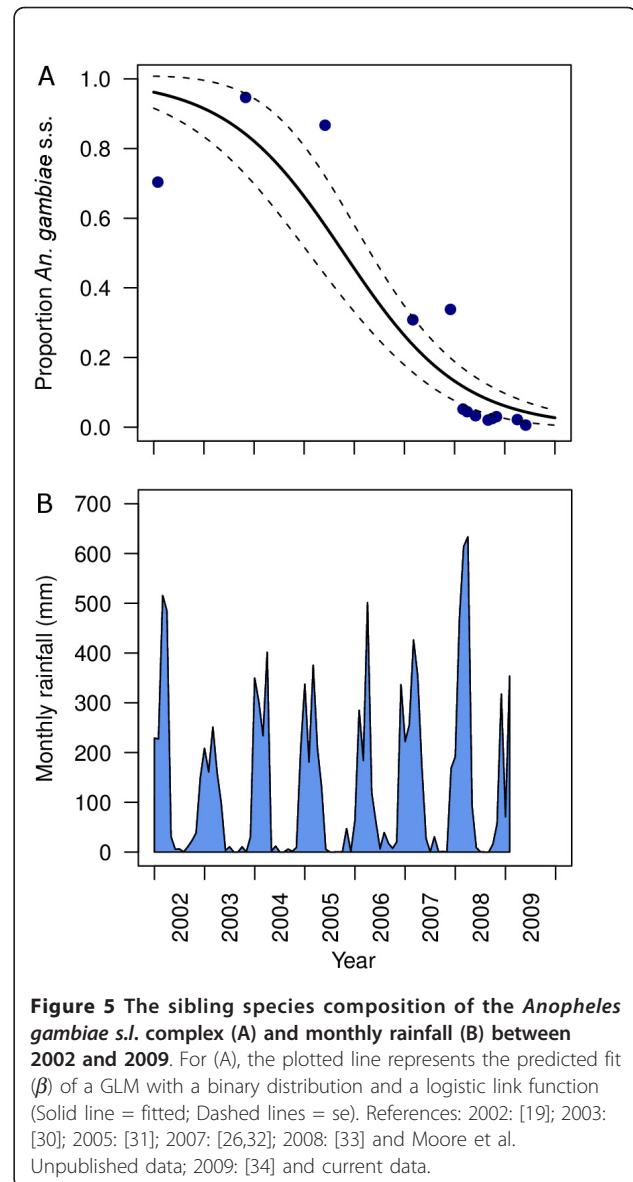 A
1.0
0.8
0.6
0.4
0.2
0.0
Proportion An. gambiae s.s.
B
700
600
500
400
300
200
100
0
Monthly rainfall (mm)
2002
2003
2004
2005
2006
2007
2008
2009
Year
Figure 5 The sibling species composition of the Anopheles
gambiae s.l. complex (A) and monthly rainfall (B) between
2002 and 2009. For (A), the plotted line represents the predicted fit
(β) of a GLM with a binary distribution and a logistic link function
(Solid line = fitted; Dashed lines = se). References: 2002: [19]; 2003:
[30]; 2005: [31]; 2007: [26,32]; 2008: [33] and Moore et al.
Unpublished data; 2009: [34] and current data.